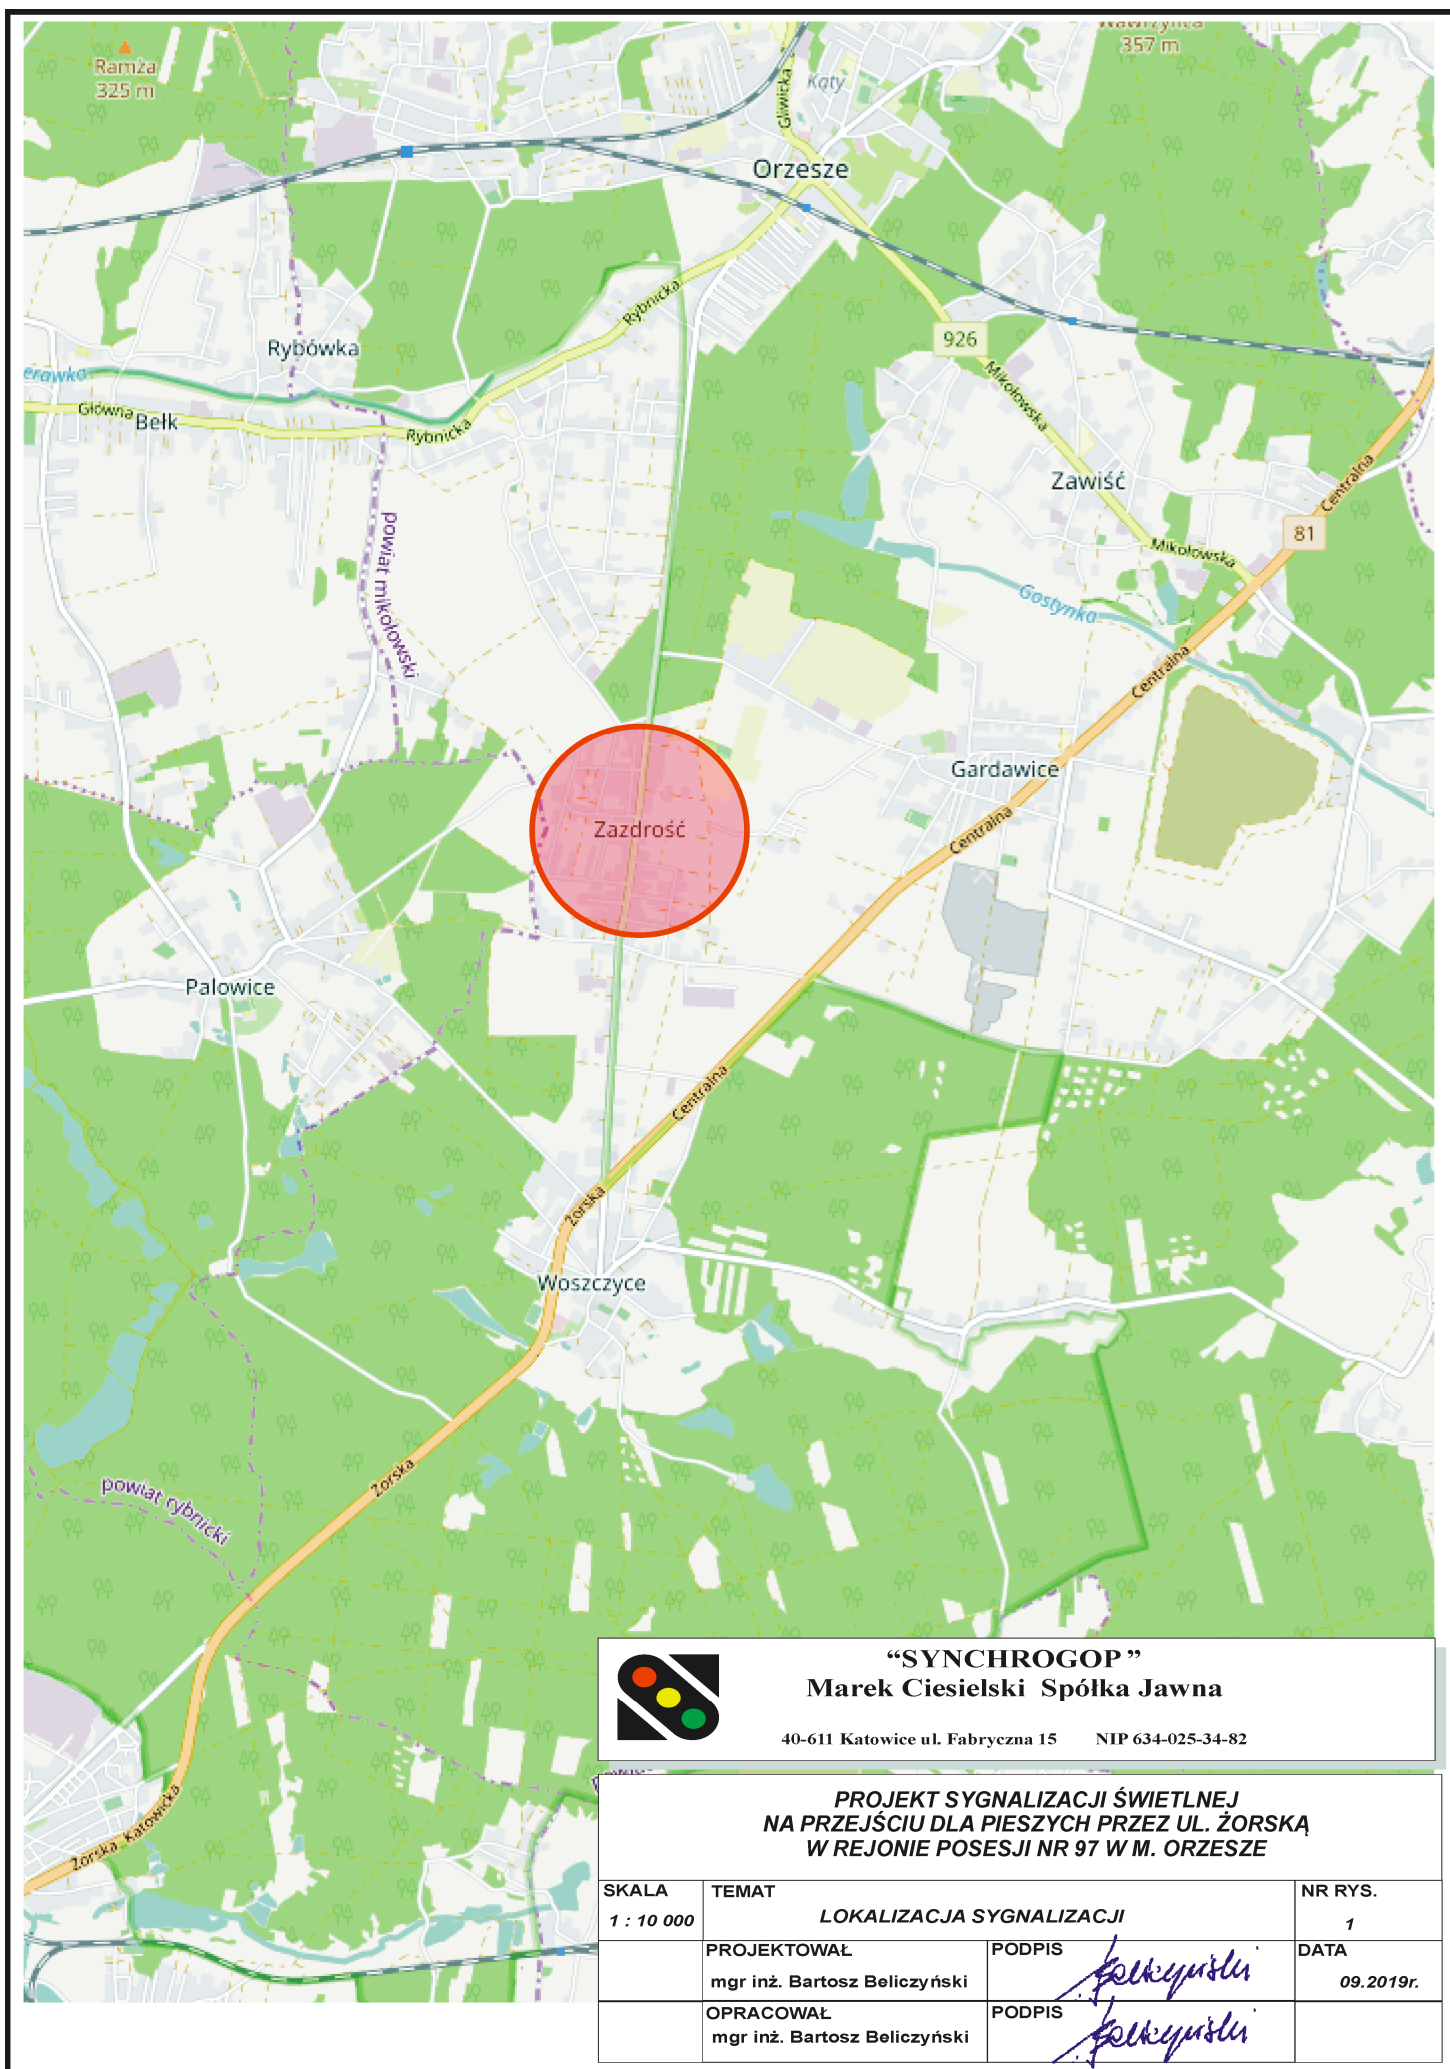 Wawrzyńca
357 m
Ramża
325 m
Kąty
Gliwicka
Orzesze
Rybnicka
Rybówka
926
erawka
Główna
Bełk
Rybnicka
Mikołowska
Zawiść
Centralna
81
Mikołowska
powiat mikołowski
Gostynka
Centralna
Gardawice
Zazdrość
Centralna
Palowice
Centralna
Żorska
Woszczyce
Żorska
powiat rybnicki
Żorska
Katowicka
“SYNCHROGOP”
Marek Ciesielski Spółka Jawna
40-611 Katowice ul. Fabryczna 15 NIP 634-025-34-82
PROJEKT SYGNALIZACJI ŚWIETLNEJ
NA PRZEJŚCIU DLA PIESZYCH PRZEZ UL. ŻORSKĄ
W REJONIE POSESJI NR 97 W M. ORZESZE
SKALA
1 : 10 000
TEMAT
LOKALIZACJA SYGNALIZACJI
NR RYS.
1
PROJEKTOWAŁ
mgr inż. Bartosz Beliczyński
PODPIS
Beliczyński
DATA
09.2019r.
OPRACOWAŁ
mgr inż. Bartosz Beliczyński
PODPIS
Beliczyński